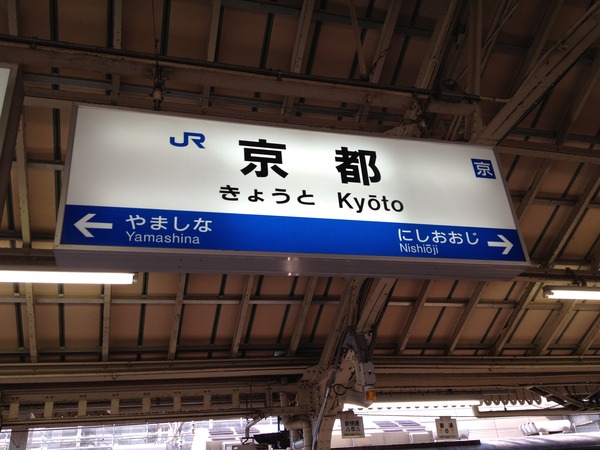 JR 京都 京
きょうと Kyōto
← やましな にしおおじ →
Yamashina Nishiōji